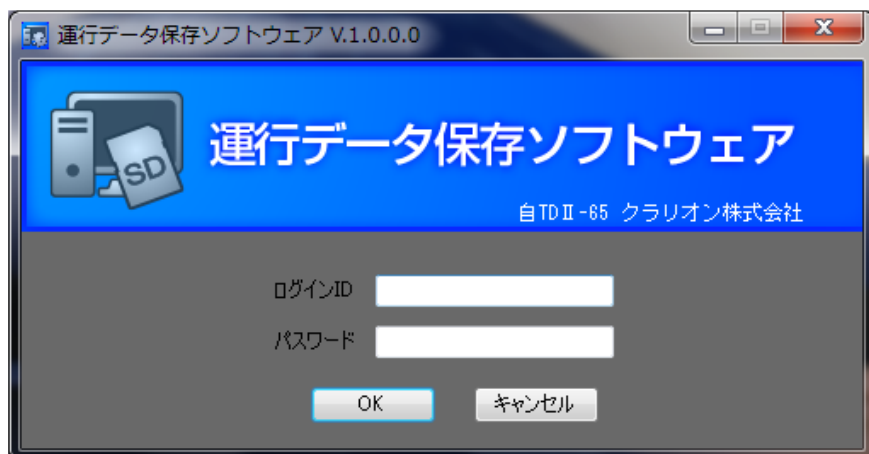 運行データ保存ソフトウェア V.1.0.0.0
SD
運行データ保存ソフトウェア
自TDⅡ-65 クラリオン株式会社
ログインID
パスワード
OK キャンセル